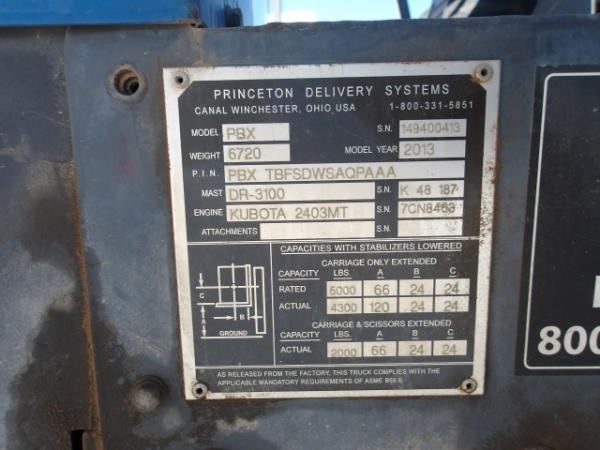 PRINCETON DELIVERY SYSTEMS
CANAL WINCHESTER, OHIO USA 1-800-331-5851
MODEL PBX S.N. 149400413
WEIGHT 6720 MODEL YEAR 2013
P.I.N. PBX TBFSDWSAQPAAA
MAST DR-3100 S.N. K 48 187
ENGINE KUBOTA 2403MT S.N. 7CN8463
ATTACHMENTS S.N.
CAPACITIES WITH STABILIZERS LOWERED
CARRIAGE ONLY EXTENDED
CAPACITY LBS. A B C
RATED 5000 66 24 24
ACTUAL 4300 120 24 24
CARRIAGE & SCISSORS EXTENDED
CAPACITY LBS. A B C
ACTUAL 2000 66 24 24
C
B
A
GROUND
AS RELEASED FROM THE FACTORY, THIS TRUCK COMPLIES WITH THE
APPLICABLE MANDATORY REQUIREMENTS OF ASME B56.6
800